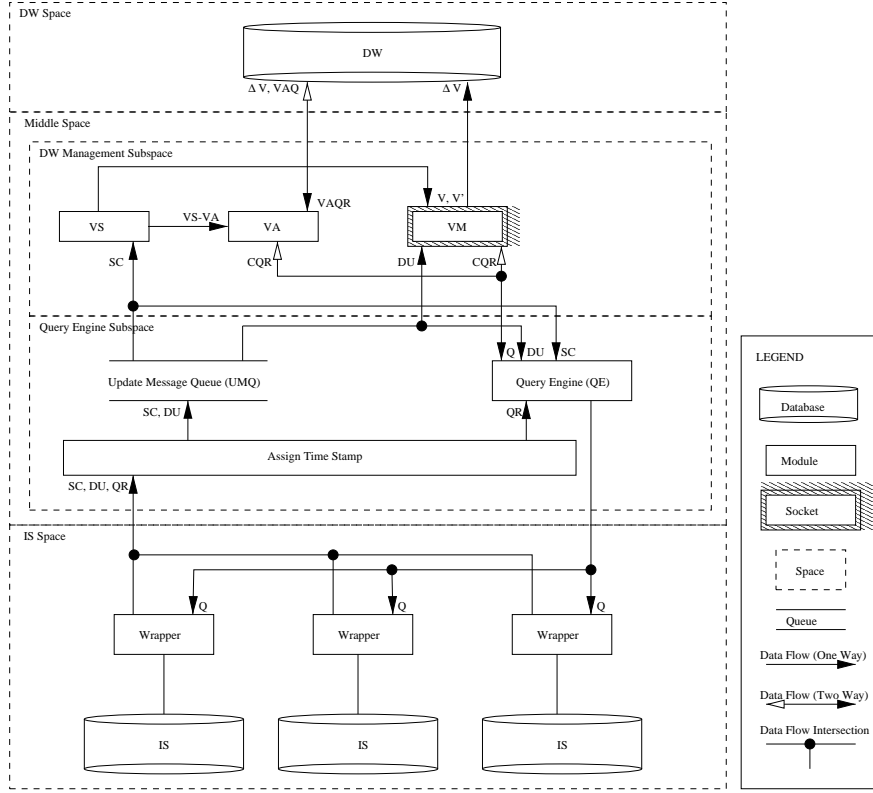 DW Space
DW
Δ V, VAQ
Δ V
Middle Space
DW Management Subspace
VS-VA
VAQR
V, V'
VS
VA
VM
SC
CQR
DU
CQR
Query Engine Subspace
Q
DU
SC
Update Message Queue (UMQ)
Query Engine (QE)
SC, DU
QR
Assign Time Stamp
SC, DU, QR
IS Space
Q
Q
Q
Wrapper
Wrapper
Wrapper
IS
IS
IS
LEGEND
Database
Module
Socket
Space
Queue
Data Flow (One Way)
Data Flow (Two Way)
Data Flow Intersection